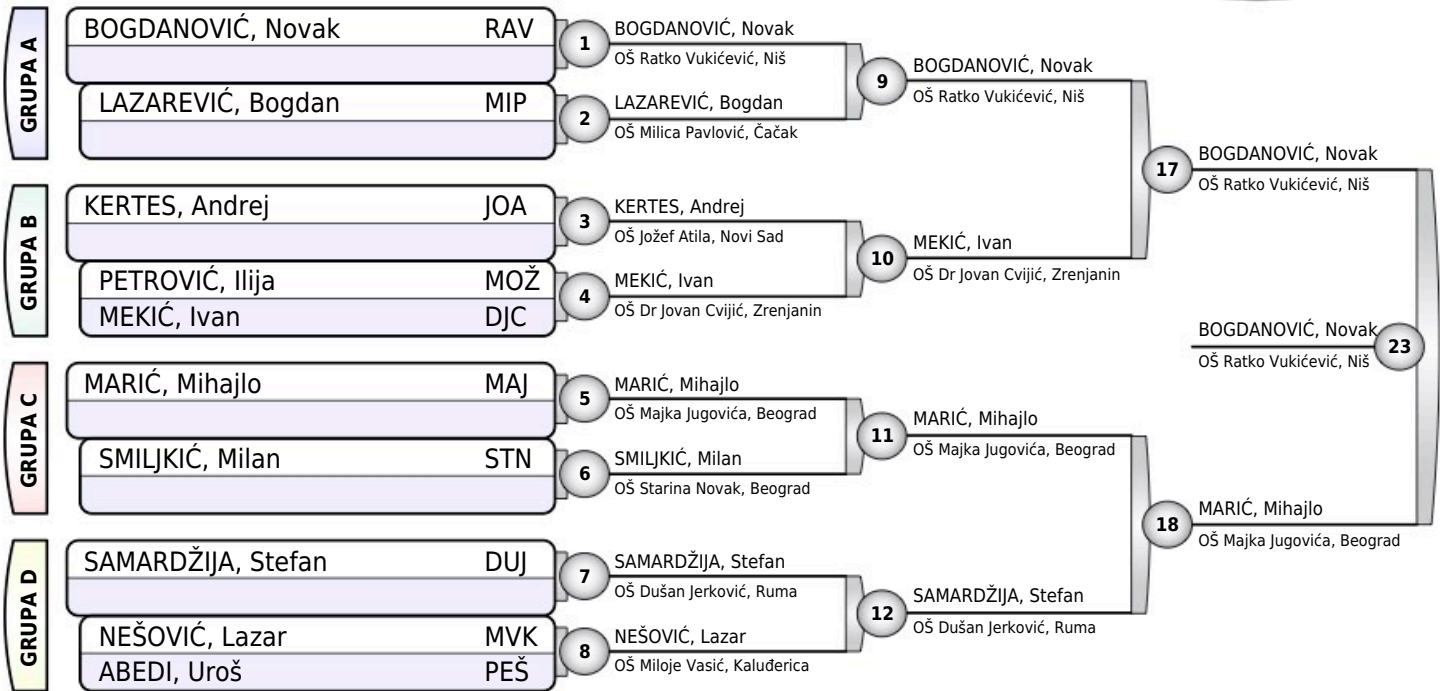 GRUPA A
BOGDANOVIĆ, Novak RAV
LAZAREVIĆ, Bogdan MIP
GRUPA B
KERTES, Andrej JOA
PETROVIĆ, Ilija MOŽ
MEKIĆ, Ivan DJC
GRUPA C
MARIĆ, Mihajlo MAJ
SMILJKIĆ, Milan STN
GRUPA D
SAMARDŽIJA, Stefan DUJ
NEŠOVIĆ, Lazar MVK
ABEDI, Uroš PEŠ
1
BOGDANOVIĆ, Novak
OŠ Ratko Vukićević, Niš
2
LAZAREVIĆ, Bogdan
OŠ Milica Pavlović, Čačak
3
KERTES, Andrej
OŠ Jožef Atila, Novi Sad
4
MEKIĆ, Ivan
OŠ Dr Jovan Cvijić, Zrenjanin
5
MARIĆ, Mihajlo
OŠ Majka Jugovića, Beograd
6
SMILJKIĆ, Milan
OŠ Starina Novak, Beograd
7
SAMARDŽIJA, Stefan
OŠ Dušan Jerković, Ruma
8
NEŠOVIĆ, Lazar
OŠ Miloje Vasić, Kaluđerica
9
BOGDANOVIĆ, Novak
OŠ Ratko Vukićević, Niš
10
MEKIĆ, Ivan
OŠ Dr Jovan Cvijić, Zrenjanin
11
MARIĆ, Mihajlo
OŠ Majka Jugovića, Beograd
12
SAMARDŽIJA, Stefan
OŠ Dušan Jerković, Ruma
17
BOGDANOVIĆ, Novak
OŠ Ratko Vukićević, Niš
18
MARIĆ, Mihajlo
OŠ Majka Jugovića, Beograd
BOGDANOVIĆ, Novak
OŠ Ratko Vukićević, Niš
23